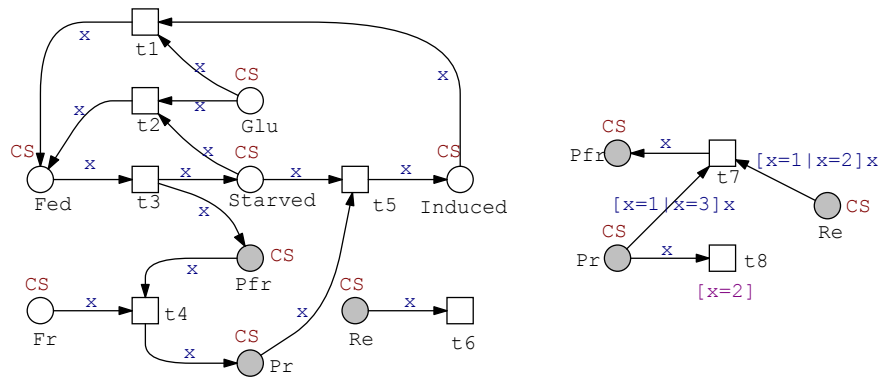 x
t1
x
CS
x
t2
x
x
Glu
CS
CS
CS
x
x
x
x
Fed
t3
Starved
t5
Induced
x
CS
Pfr
x
CS
x
Fr
t4
x
CS
Pr
x
CS
x
Re
t6
CS
x
Pfr
t7
[x=1|x=2]x
[x=1|x=3]x
CS
Re
CS
x
Pr
t8
[x=2]